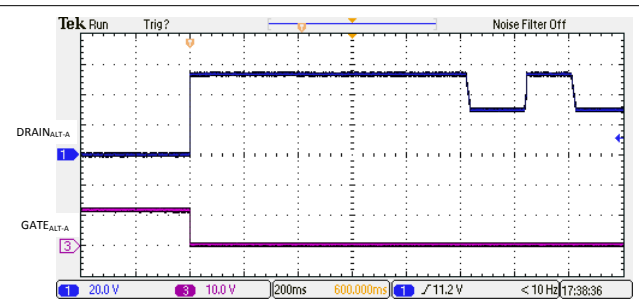 Tek Run Trig? Noise Filter Off
DRAINALT-A
1
GATEALT-A
3
1 20.0 V 3 10.0 V 200ms 600.000ms 1 11.2 V < 10 Hz 17:38:36